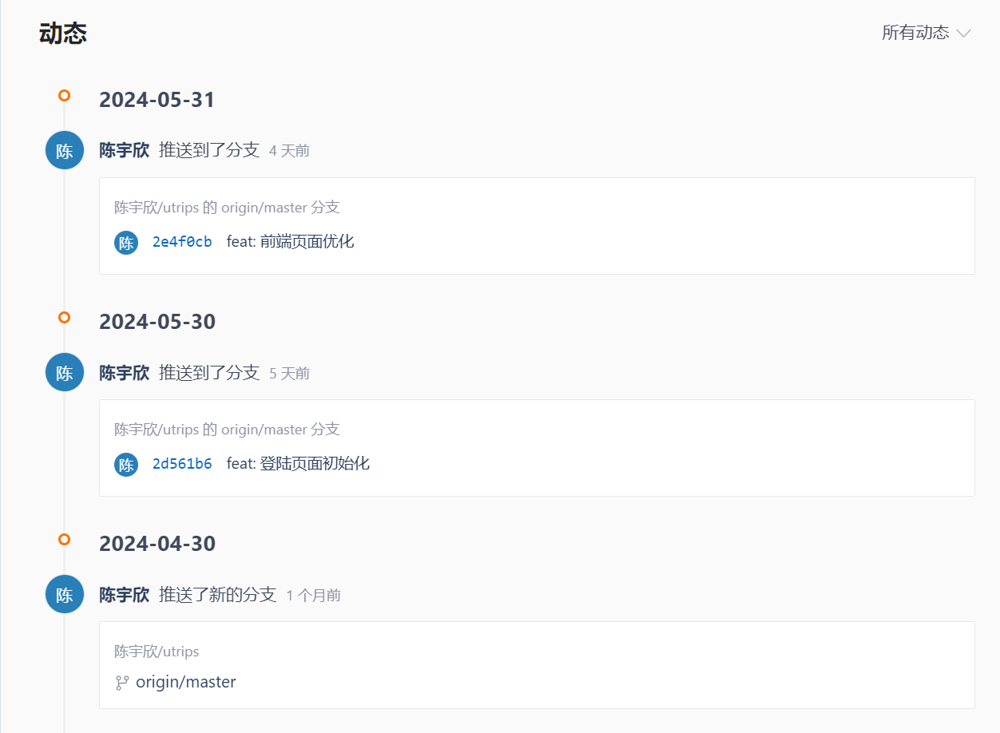 动态
所有动态
2024-05-31
陈 陈宇欣 推送到了分支 4 天前
陈宇欣/utrips 的 origin/master 分支
陈 2e4f0cb feat: 前端页面优化
2024-05-30
陈 陈宇欣 推送到了分支 5 天前
陈宇欣/utrips 的 origin/master 分支
陈 2d561b6 feat: 登陆页面初始化
2024-04-30
陈 陈宇欣 推送了新的分支 1 个月前
陈宇欣/utrips
origin/master